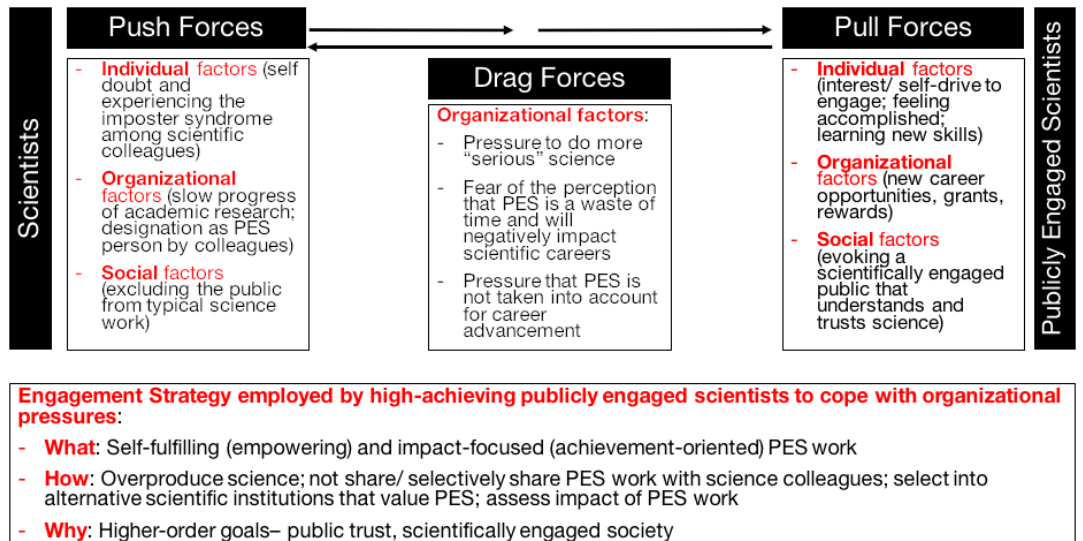 Scientists
Push Forces
- Individual factors (self
doubt and
experiencing the
imposter syndrome
among scientific
colleagues)
- Organizational
factors (slow progress
of academic research;
designation as PES
person by colleagues)
- Social factors
(excluding the public
from typical science
work)
Drag Forces
Organizational factors:
- Pressure to do more
“serious” science
- Fear of the perception
that PES is a waste of
time and will
negatively impact
scientific careers
- Pressure that PES is
not taken into account
for career
advancement
Pull Forces
- Individual factors
(interest/ self-drive to
engage; feeling
accomplished;
learning new skills)
- Organizational
factors (new career
opportunities, grants,
rewards)
- Social factors
(evoking a
scientifically engaged
public that
understands and
trusts science)
Publicly Engaged Scientists
Engagement Strategy employed by high-achieving publicly engaged scientists to cope with organizational
pressures:
- What: Self-fulfilling (empowering) and impact-focused (achievement-oriented) PES work
- How: Overproduce science; not share/ selectively share PES work with science colleagues; select into
alternative scientific institutions that value PES; assess impact of PES work
- Why: Higher-order goals– public trust, scientifically engaged society